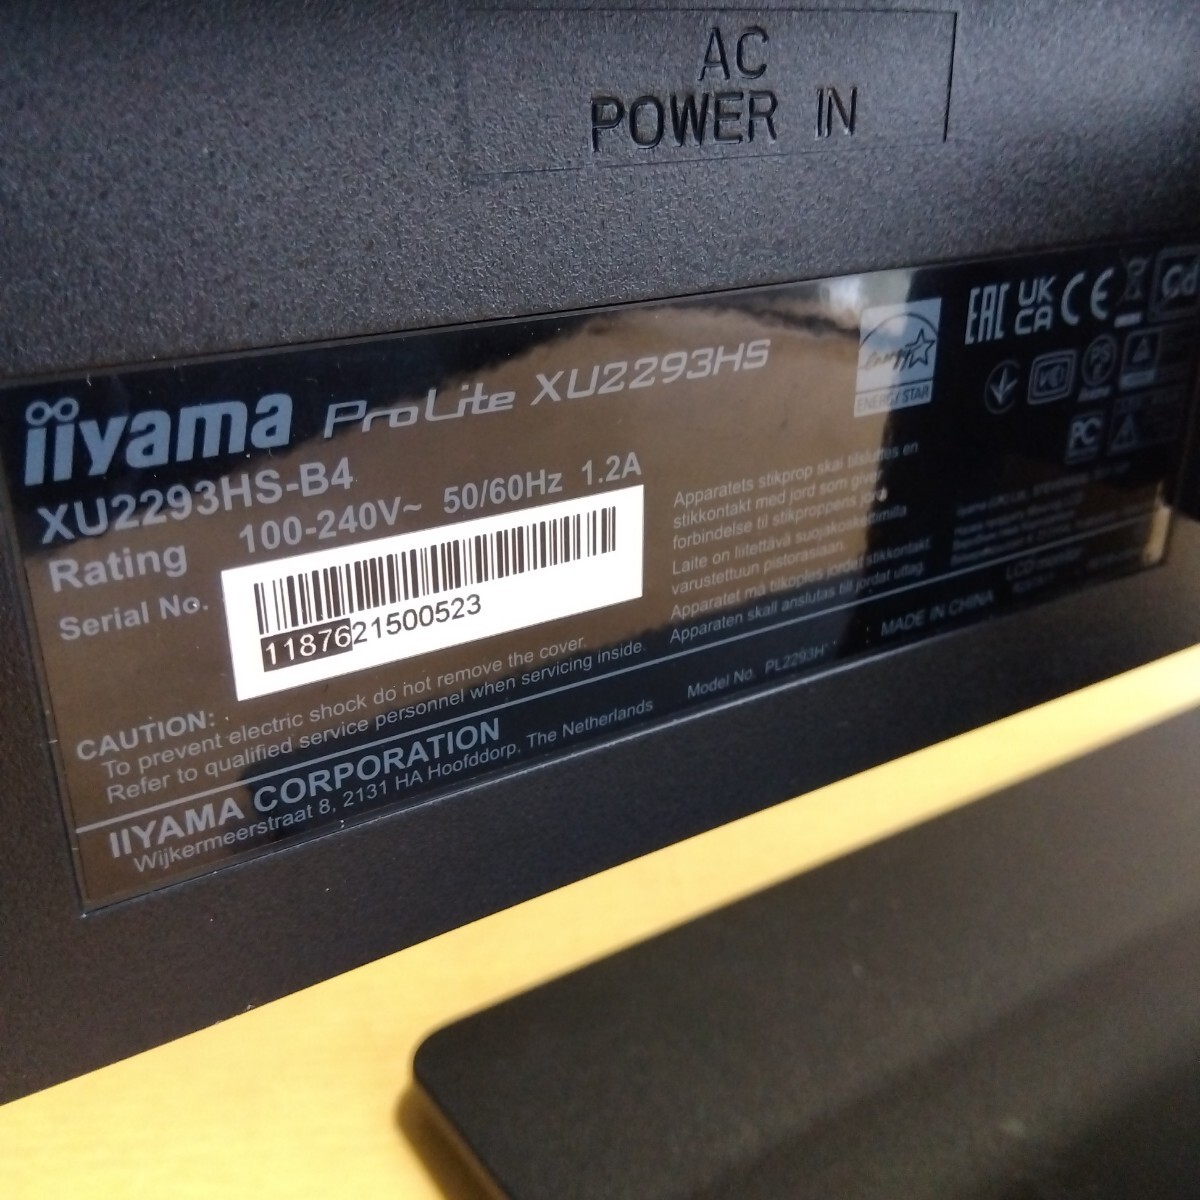 AC
POWER IN
iiyama ProLite XU2293HS
XU2293HS-B4
Rating 100-240V~ 50/60Hz 1.2A
Serial No.
1187621500523
CAUTION:
To prevent electric shock do not remove the cover.
Refer to qualified service personnel when servicing inside.
IIYAMA CORPORATION
Wijkermeerstraat 8, 2131 HA Hoofddorp, The Netherlands
Apparatets stikprop skal tilsluttes en
stikkontakt med jord som giver
forbindelse til stikproppens jord.
Laite on liitettävä suojakoskettimilla
varustettuun pistorasiaan.
Apparatet må tilkoples jordet stikkontakt
Apparaten skall anslutas till jordat uttag.
Model No. PL2293H
MADE IN CHINA
energy
ENERGY STAR
EAC UK CA CE
PC
LCD